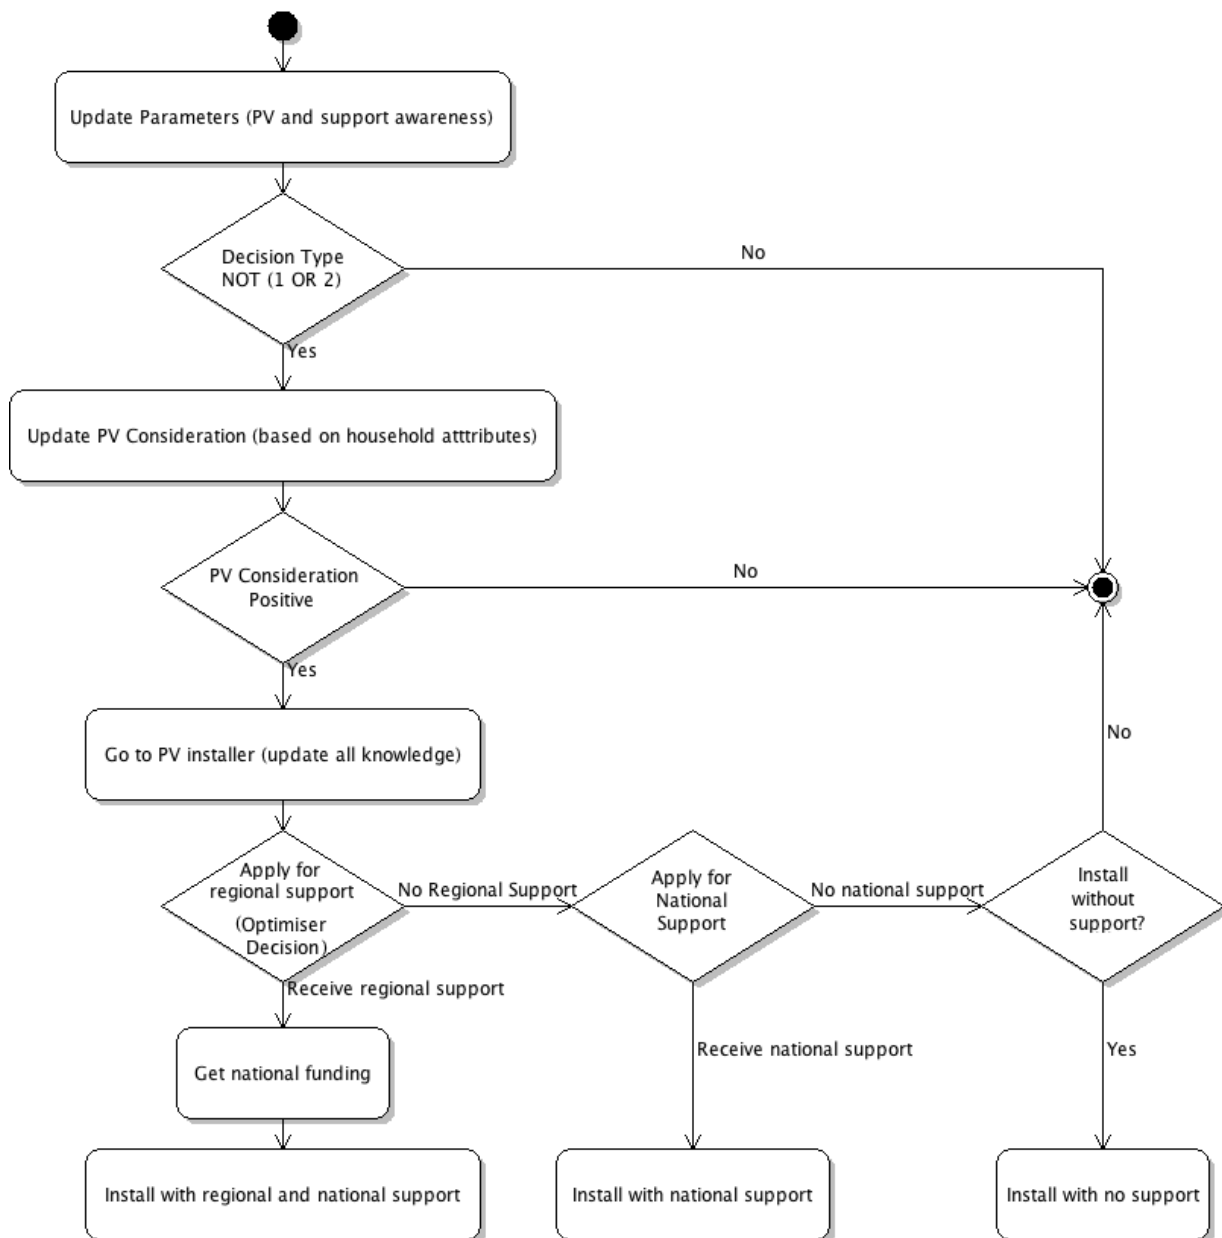 Update Parameters (PV and support awareness)
Decision Type
NOT (1 OR 2)
No
Yes
Update PV Consideration (based on household atttributes)
PV Consideration
Positive
No
Yes
Go to PV installer (update all knowledge)
No
Apply for
regional support
(Optimiser
Decision)
No Regional Support
Apply for
National
Support
No national support
Install
without
support?
Receive regional support
Receive national support
Yes
Get national funding
Install with regional and national support
Install with national support
Install with no support